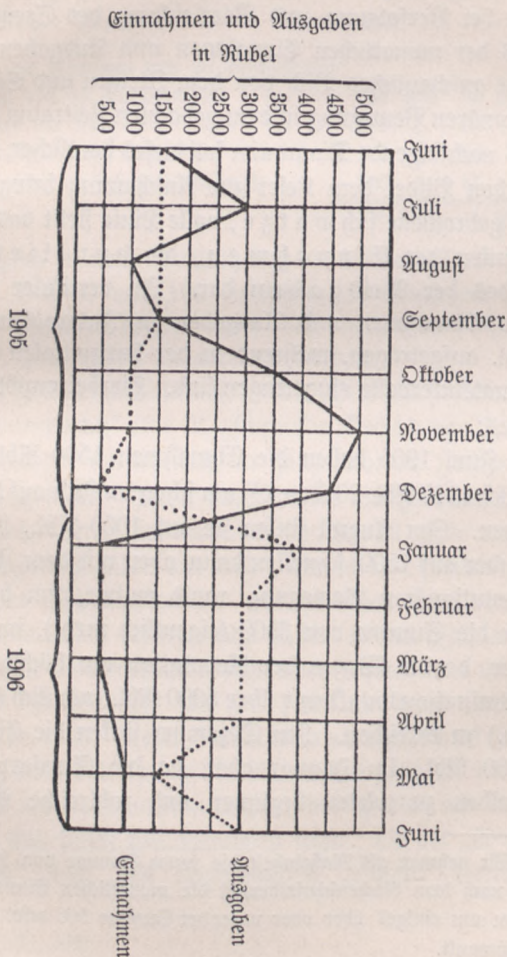 Einnahmen und Ausgaben
in Rubel
500
1000
1500
2000
2500
3000
3500
4000
4500
5000
Juni
Juli
August
September
Oktober
November
Dezember
Januar
Februar
März
April
Mai
Juni
1905
1906
Einnahmen
Ausgaben